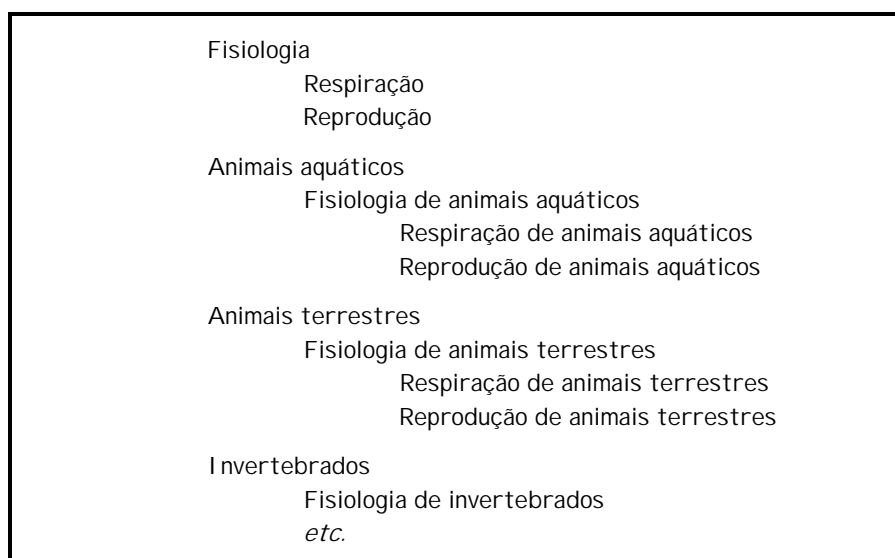 Fisiologia
Respiração
Reprodução
Animais aquáticos
Fisiologia de animais aquáticos
Respiração de animais aquáticos
Reprodução de animais aquáticos
Animais terrestres
Fisiologia de animais terrestres
Respiração de animais terrestres
Reprodução de animais terrestres
Invertebrados
Fisiologia de invertebrados
etc.